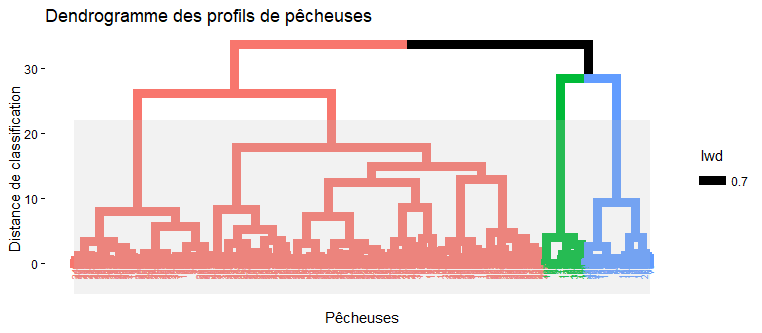 Dendrogramme des profils de pêcheuses
Distance de classification
30
20
10
0
lwd
0.7
Pêcheuses